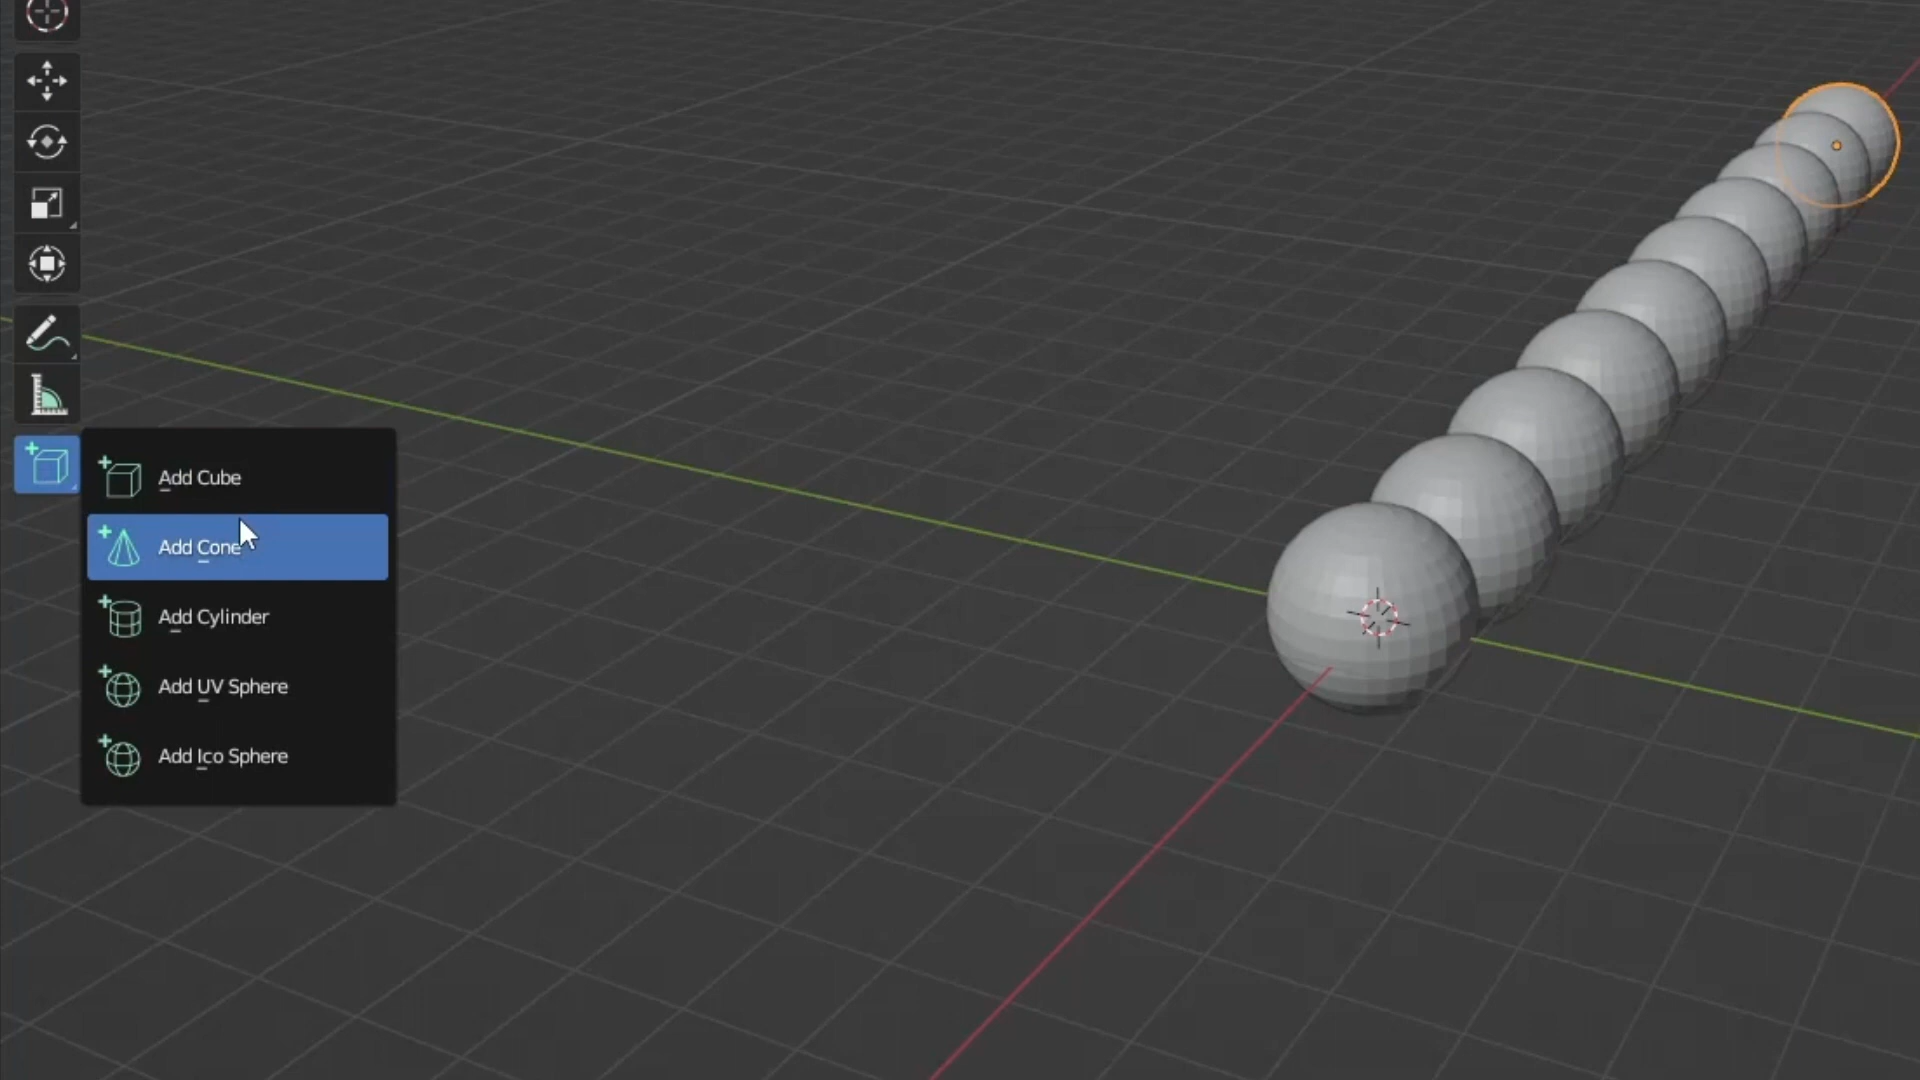 Add Cube
Add Cone
Add Cylinder
Add UV Sphere
Add Ico Sphere